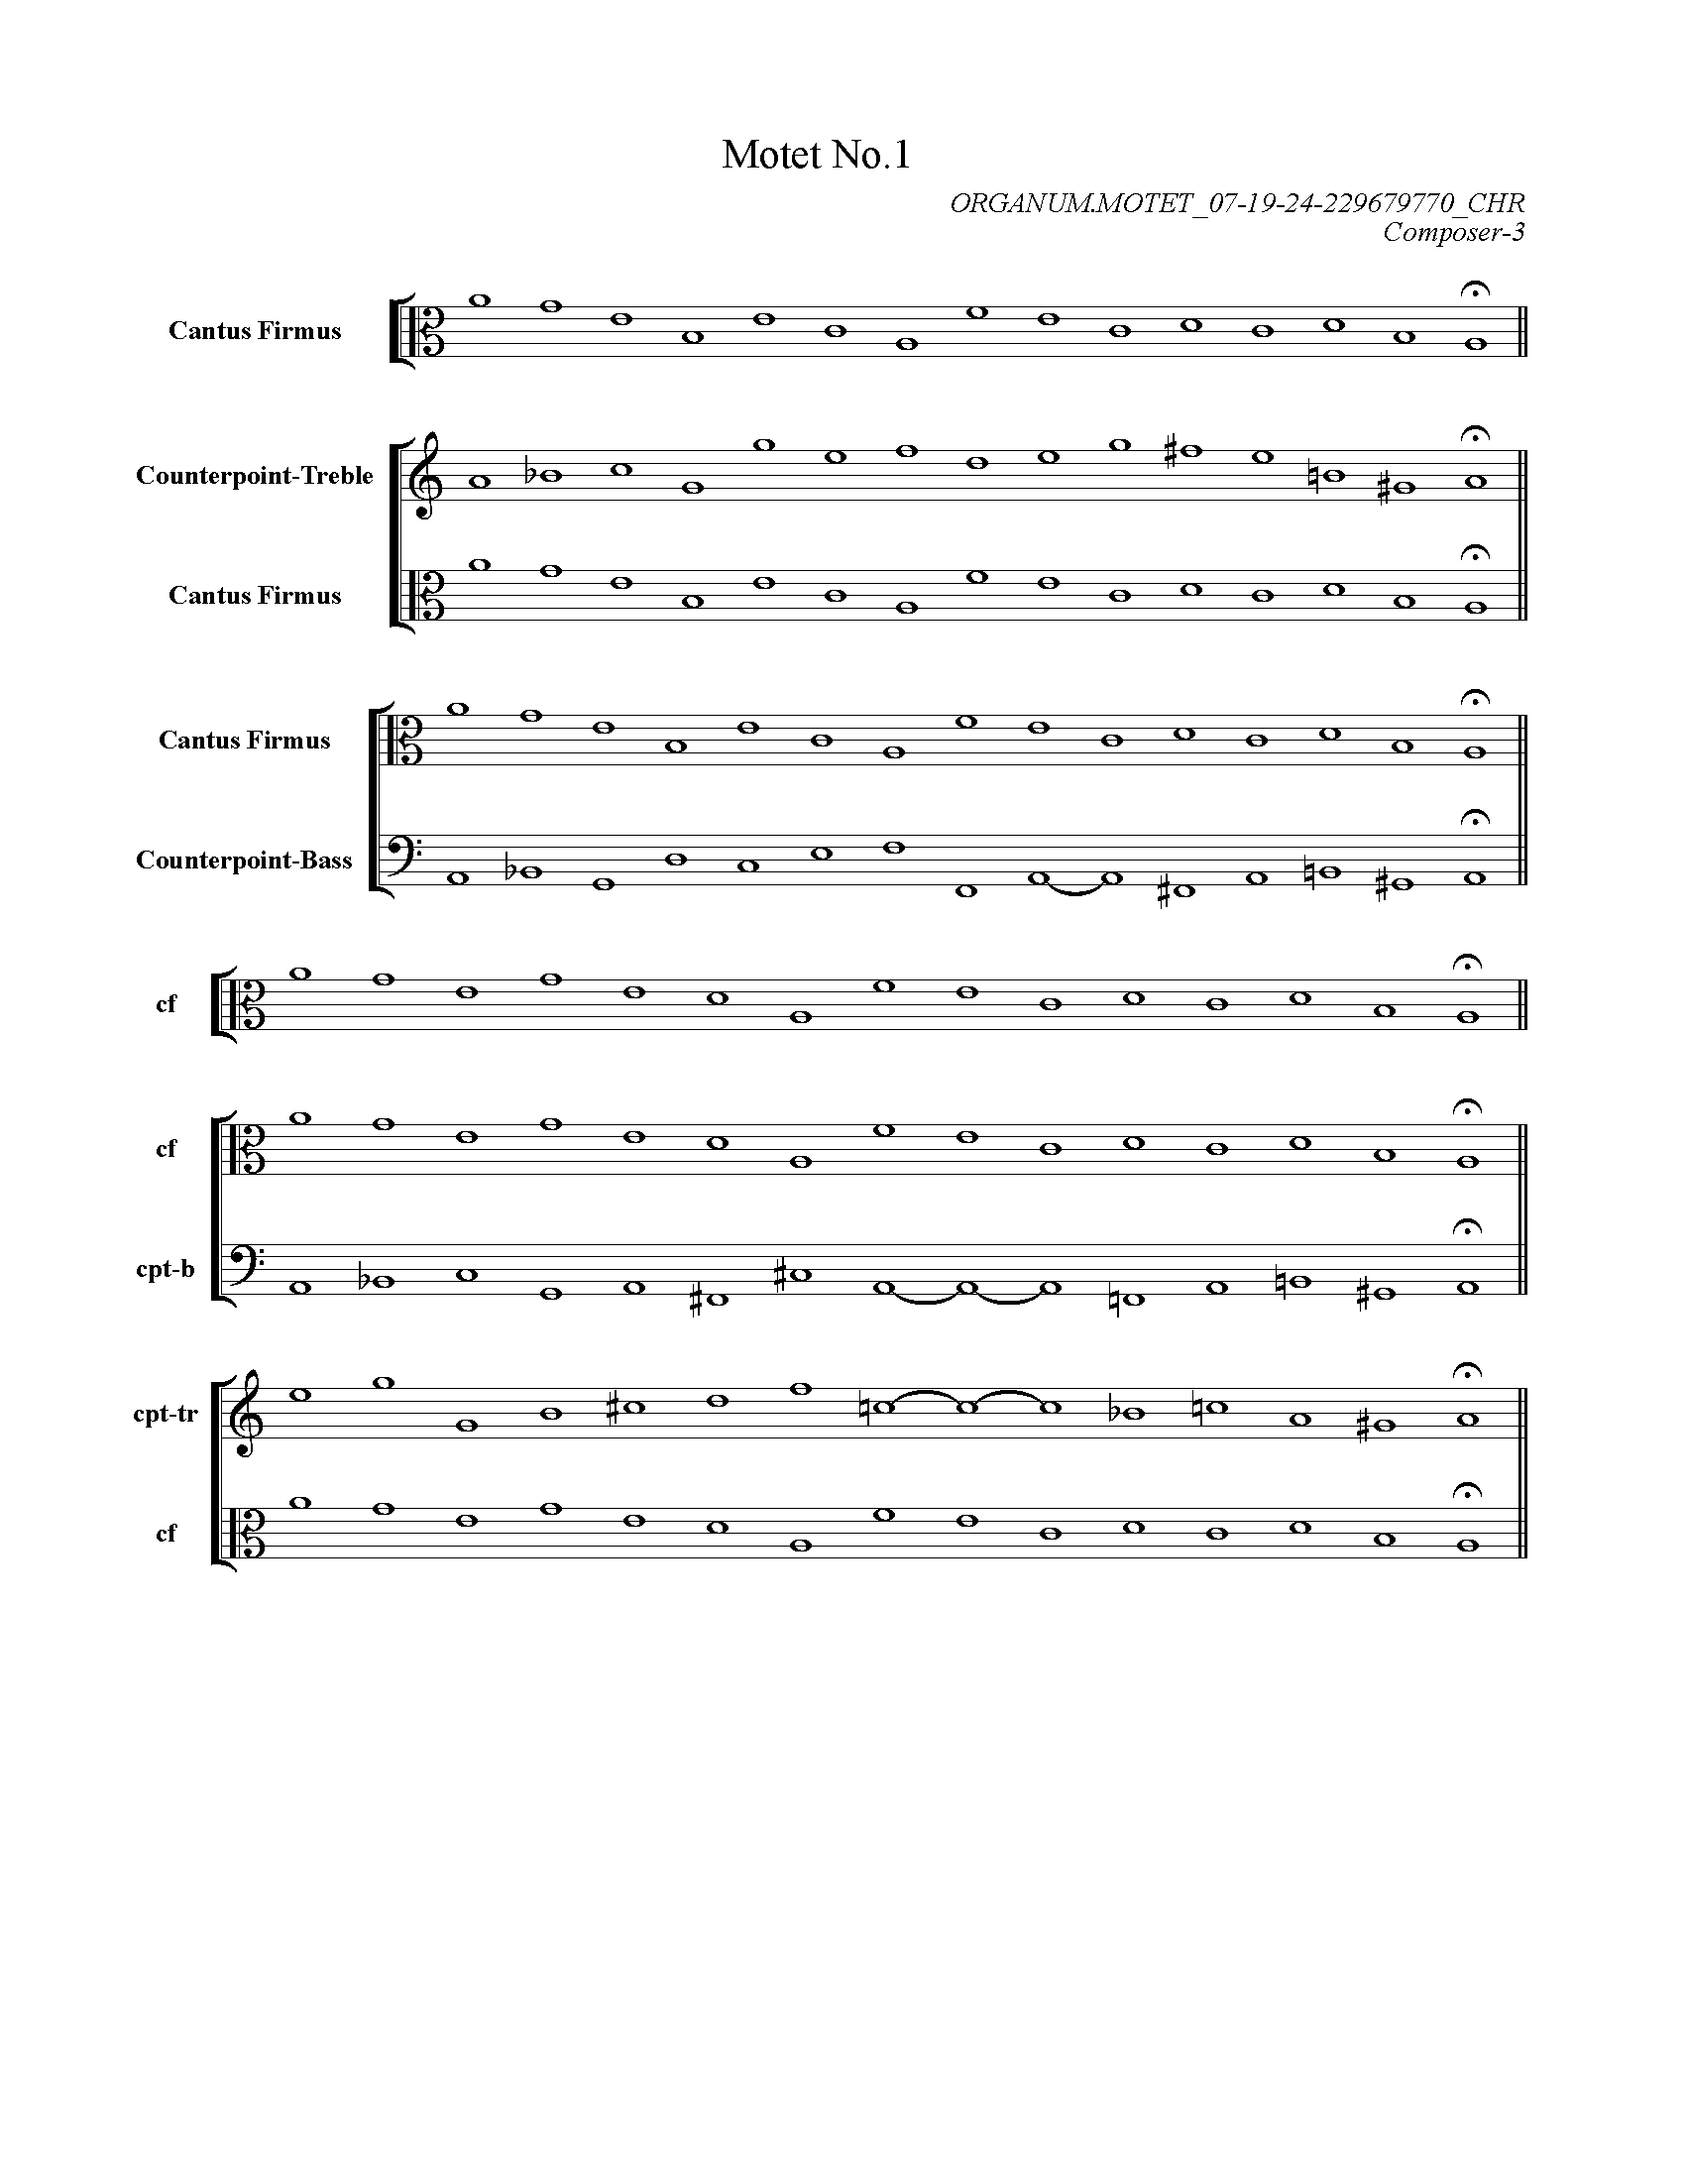 Motet No.1
ORGANUM.MOTET_07-19-24-229679770_CHR
Composer-3
Cantus Firmus
Counterpoint-Treble
Cantus Firmus
Cantus Firmus
Counterpoint-Bass
cf
cf
cpt-b
cpt-tr
cf